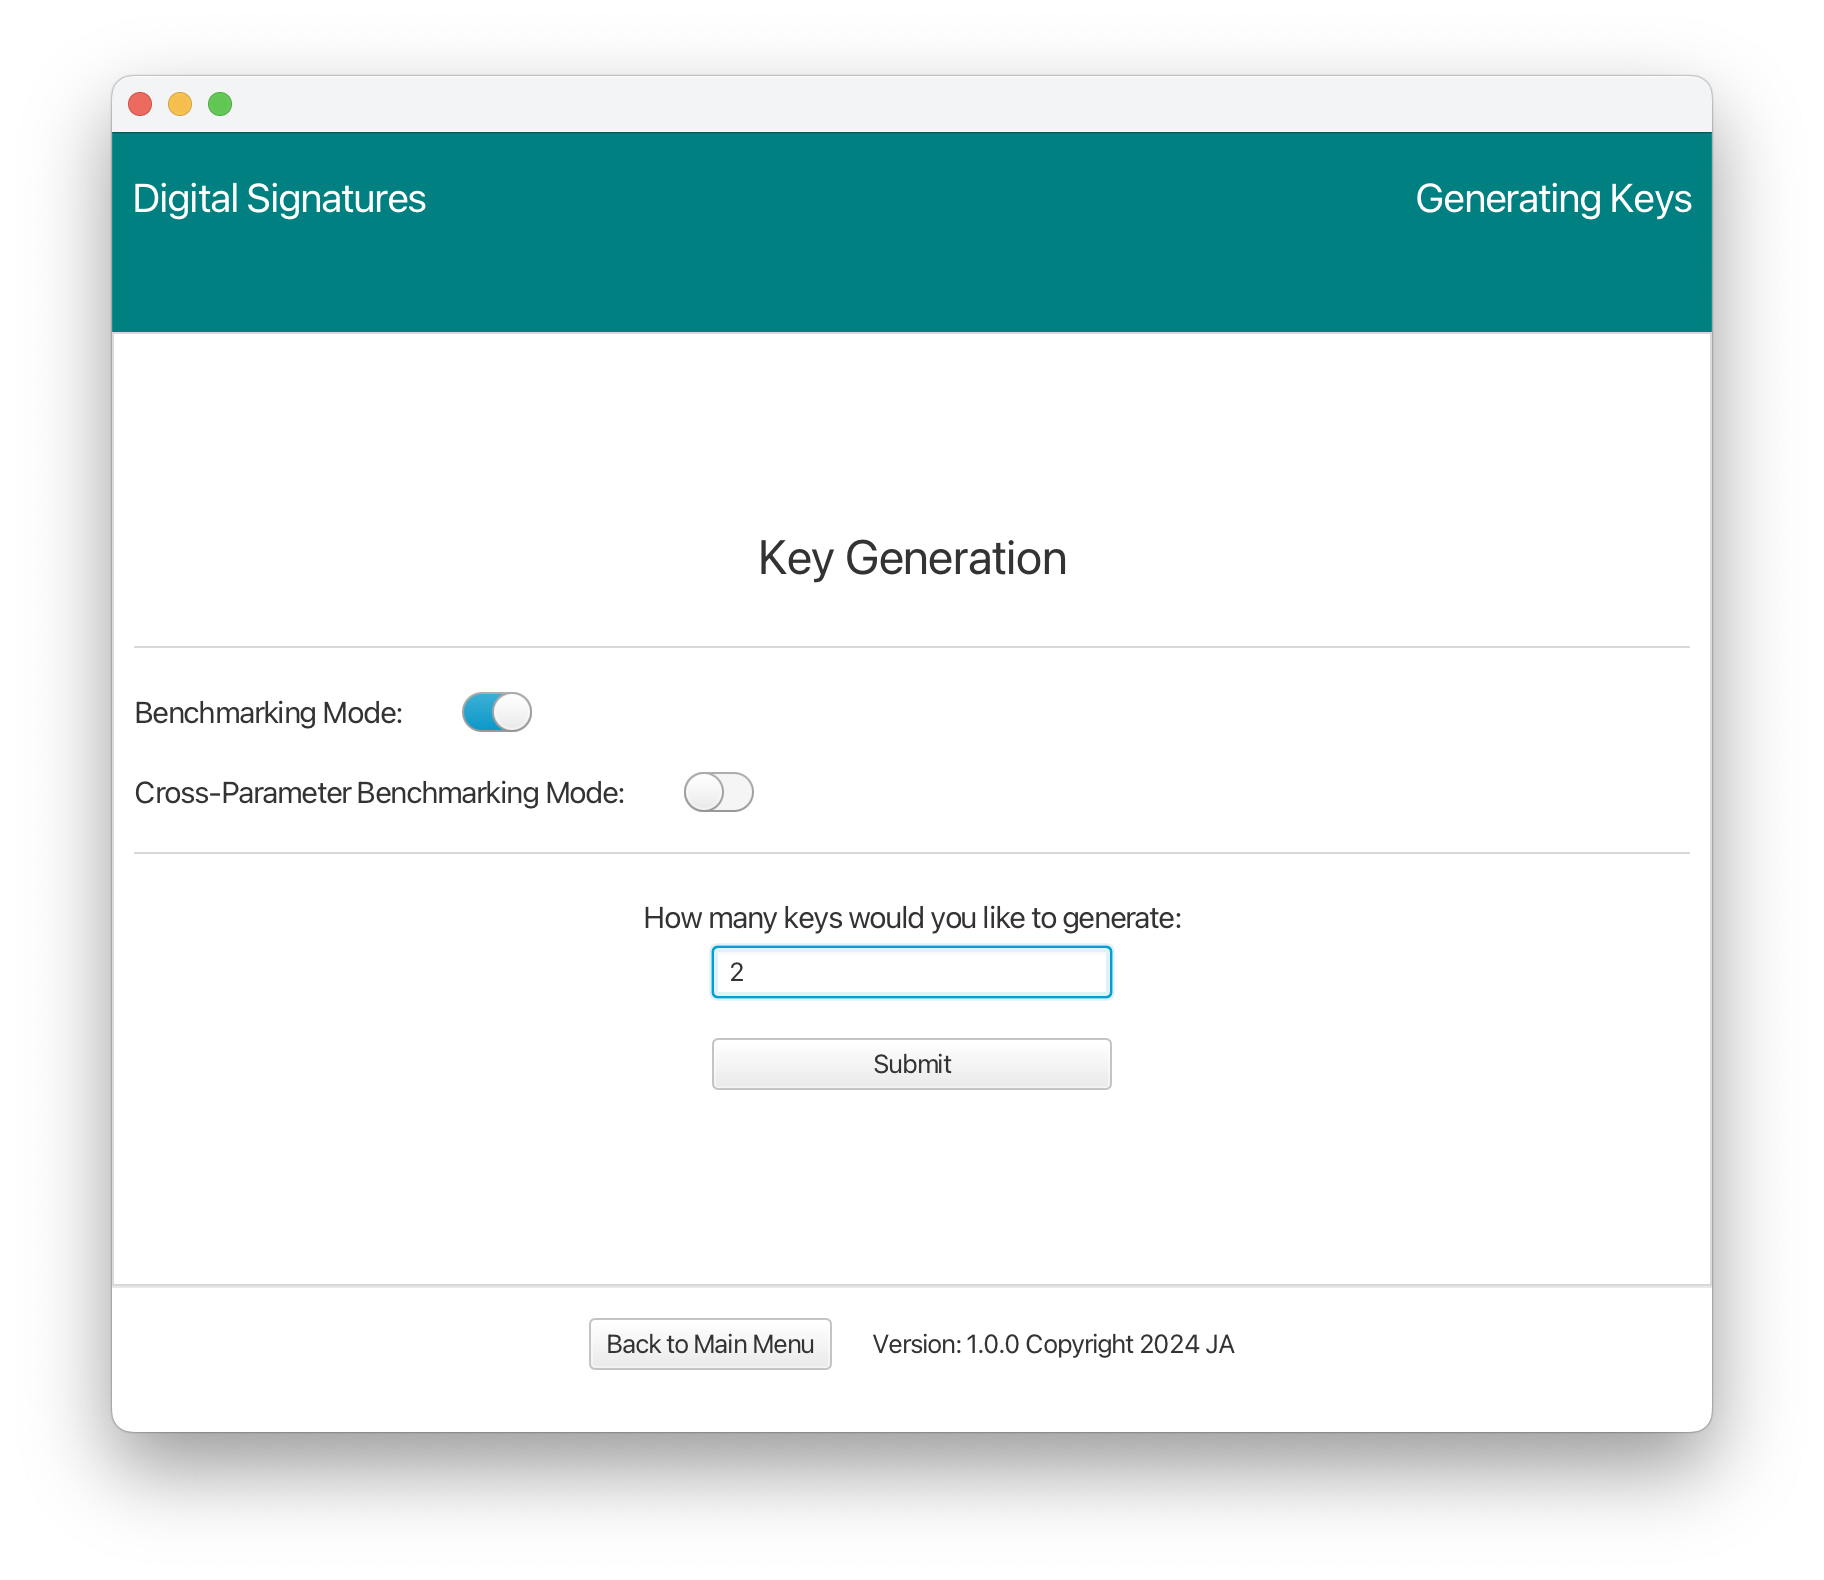 Digital Signatures
Generating Keys
Key Generation
Benchmarking Mode:
Cross-Parameter Benchmarking Mode:
How many keys would you like to generate:
2
Submit
Back to Main Menu
Version: 1.0.0 Copyright 2024 JA